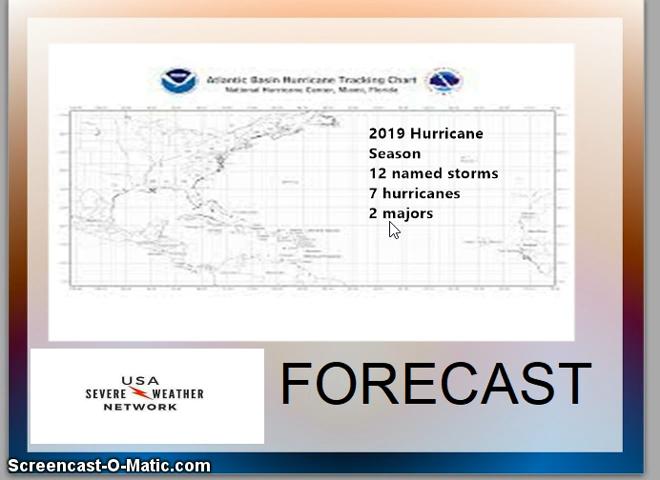 Atlantic Basin Hurricane Tracking Chart
National Hurricane Center, Miami, Florida
2019 Hurricane
Season
12 named storms
7 hurricanes
2 majors
USA
SEVERE WEATHER
NETWORK
FORECAST
Screencast-O-Matic.com